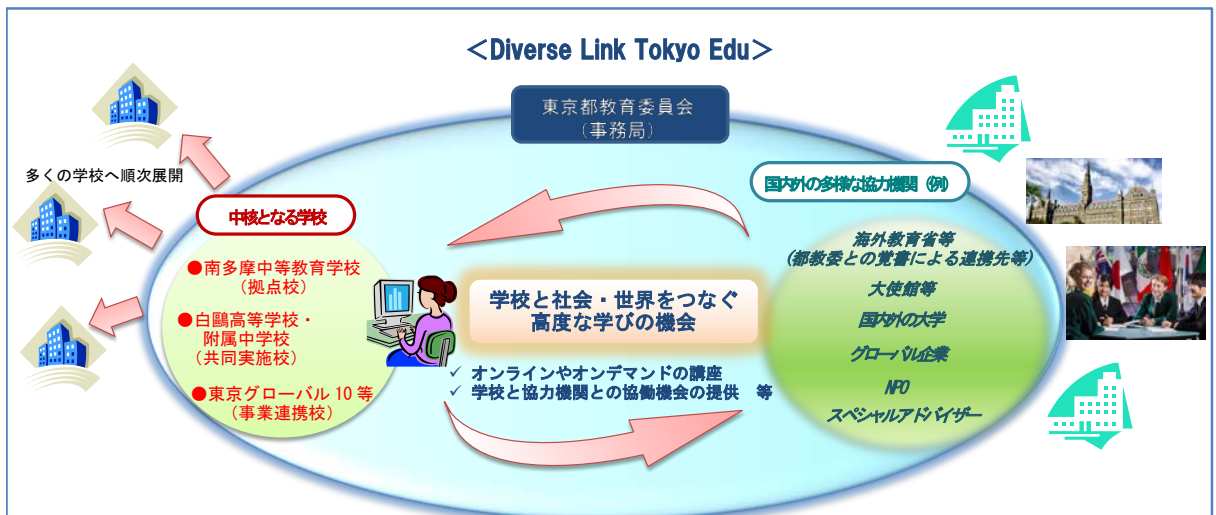 ＜Diverse Link Tokyo Edu＞
東京都教育委員会
（事務局）
多くの学校へ順次展開
中核となる学校
●南多摩中等教育学校
（拠点校）
●白鷗高等学校・
附属中学校
（共同実施校）
●東京グローバル 10 等
（事業連携校）
学校と社会・世界をつなぐ
高度な学びの機会
✓ オンラインやオンデマンドの講座
✓ 学校と協力機関との協働機会の提供　等
国内外の多様な協力機関（例）
海外教育省等
（都教委との覚書による連携先等）
大使館等
国内外の大学
グローバル企業
NPO
スペシャルアドバイザー